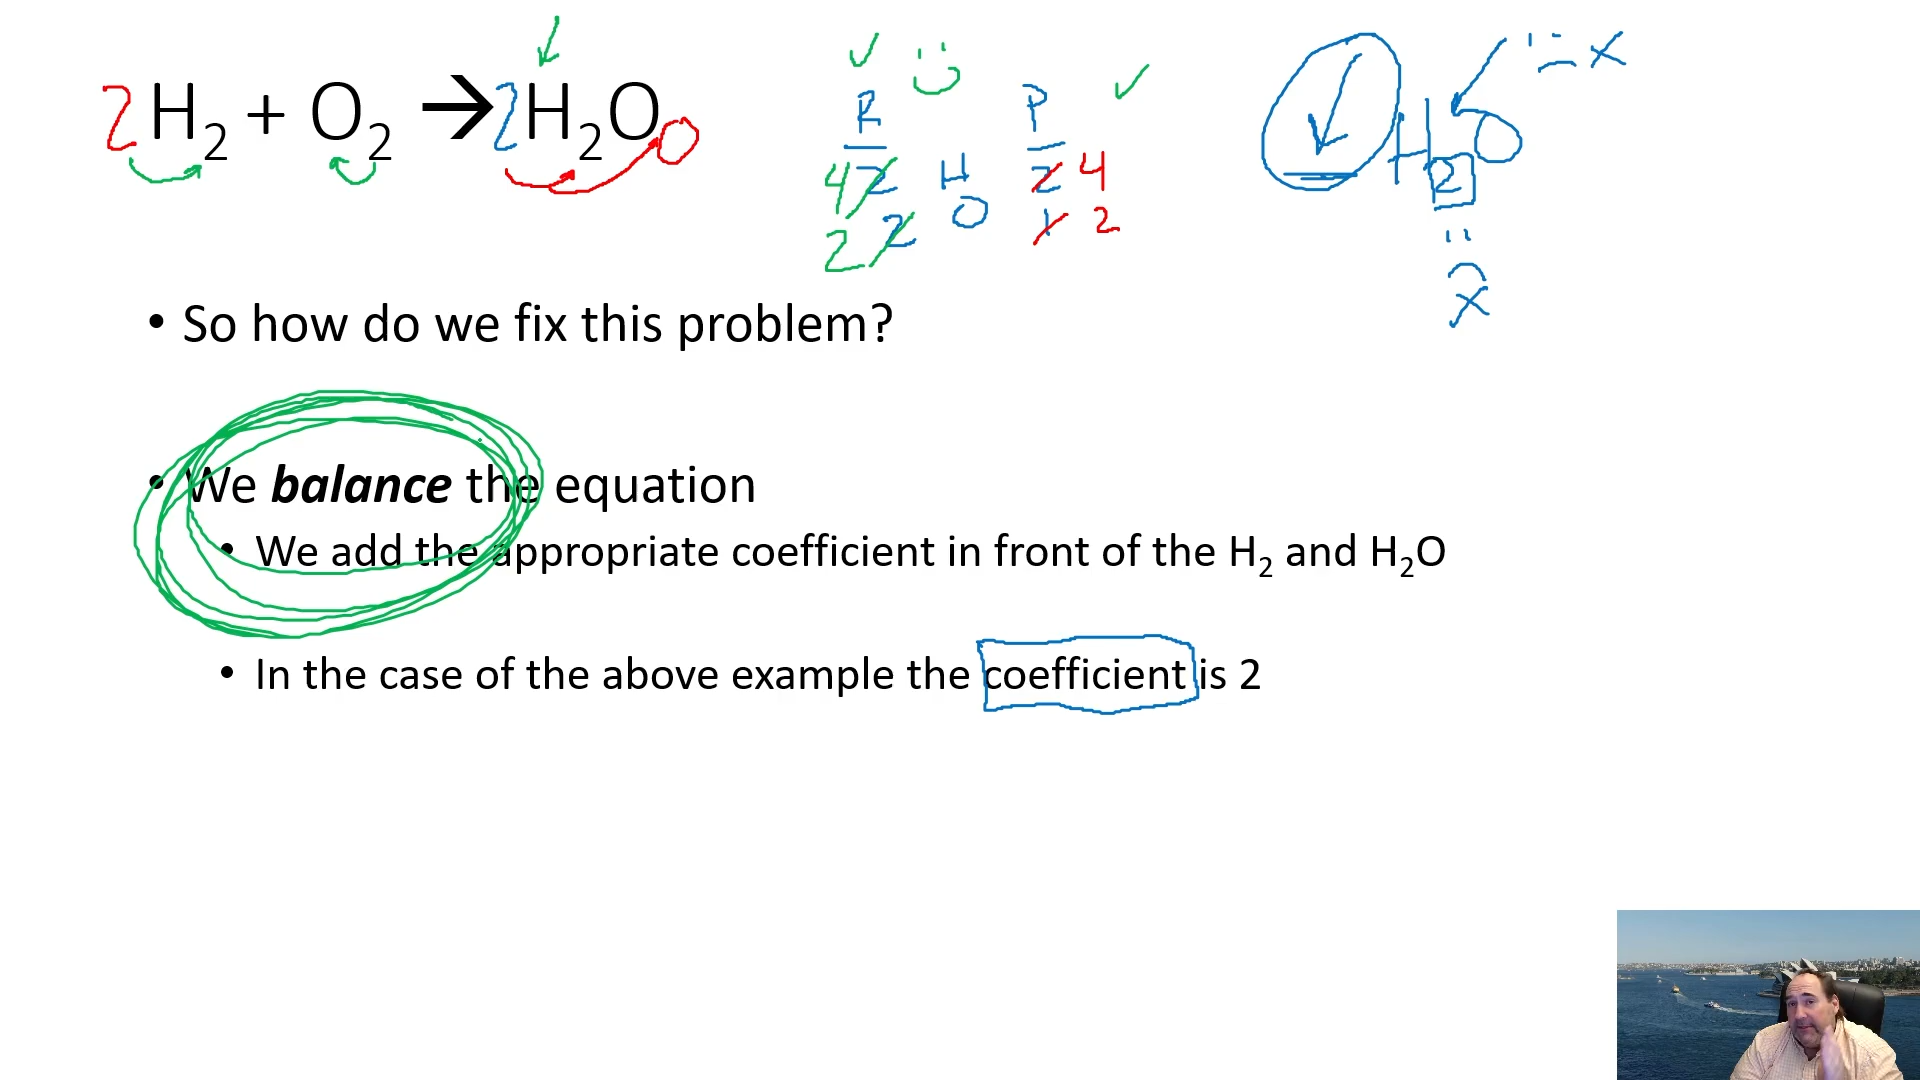 2H₂ + O₂ → 2H₂O
R P
4 2 H 2 4
2 2 O 1 2
H₂O
• So how do we fix this problem?
• We balance the equation
• We add the appropriate coefficient in front of the H₂ and H₂O
• In the case of the above example the coefficient is 2